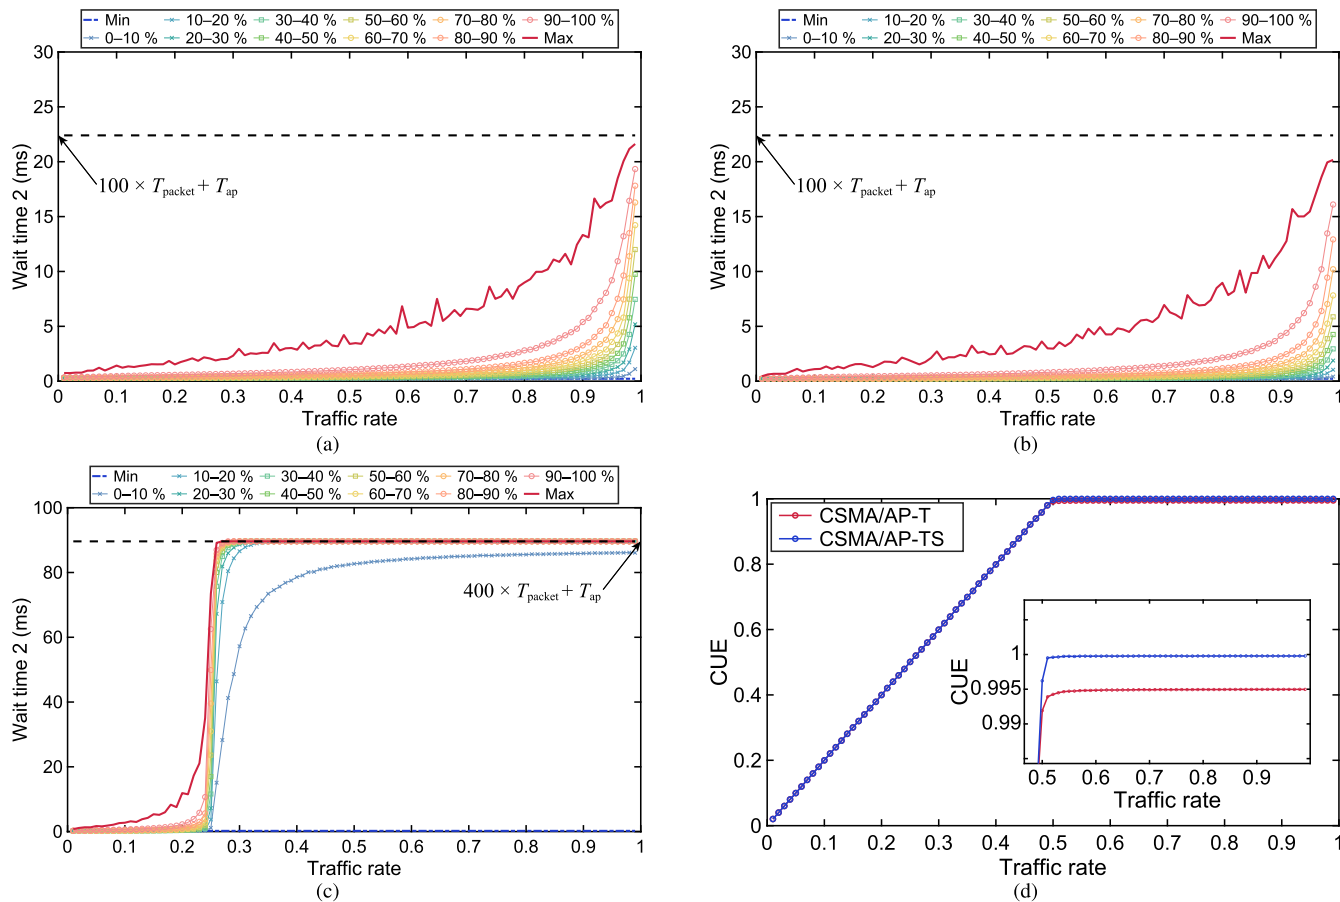 Min 10–20 % 30–40 % 50–60 % 70–80 % 90–100 %
0–10 % 20–30 % 40–50 % 60–70 % 80–90 % Max
30
25
20
15
10
5
0
Wait time 2 (ms)
100 × Tpacket + Tap
0 0.1 0.2 0.3 0.4 0.5 0.6 0.7 0.8 0.9 1
Traffic rate
(a)
Min 10–20 % 30–40 % 50–60 % 70–80 % 90–100 %
0–10 % 20–30 % 40–50 % 60–70 % 80–90 % Max
30
25
20
15
10
5
0
Wait time 2 (ms)
100 × Tpacket + Tap
0 0.1 0.2 0.3 0.4 0.5 0.6 0.7 0.8 0.9 1
Traffic rate
(b)
Min 10–20 % 30–40 % 50–60 % 70–80 % 90–100 %
0–10 % 20–30 % 40–50 % 60–70 % 80–90 % Max
100
80
60
40
20
0
Wait time 2 (ms)
400 × Tpacket + Tap
0 0.1 0.2 0.3 0.4 0.5 0.6 0.7 0.8 0.9 1
Traffic rate
(c)
1
0.8
0.6
0.4
0.2
0
CUE
CSMA/AP-T
CSMA/AP-TS
1
0.995
0.99
CUE
0.5 0.6 0.7 0.8 0.9
Traffic rate
0 0.1 0.2 0.3 0.4 0.5 0.6 0.7 0.8 0.9 1
Traffic rate
(d)